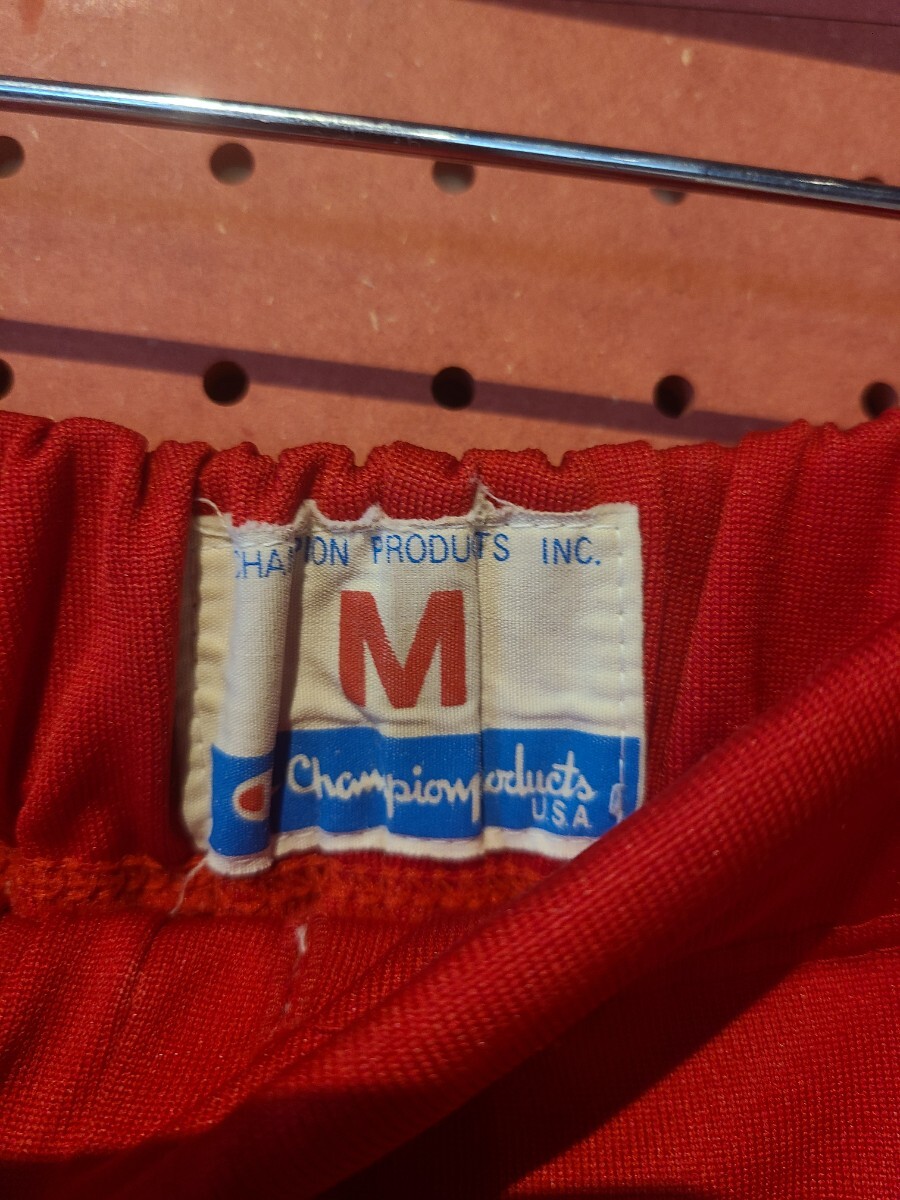 CHAMPION PRODUCTS INC.
M
Champion Products
U.S.A.